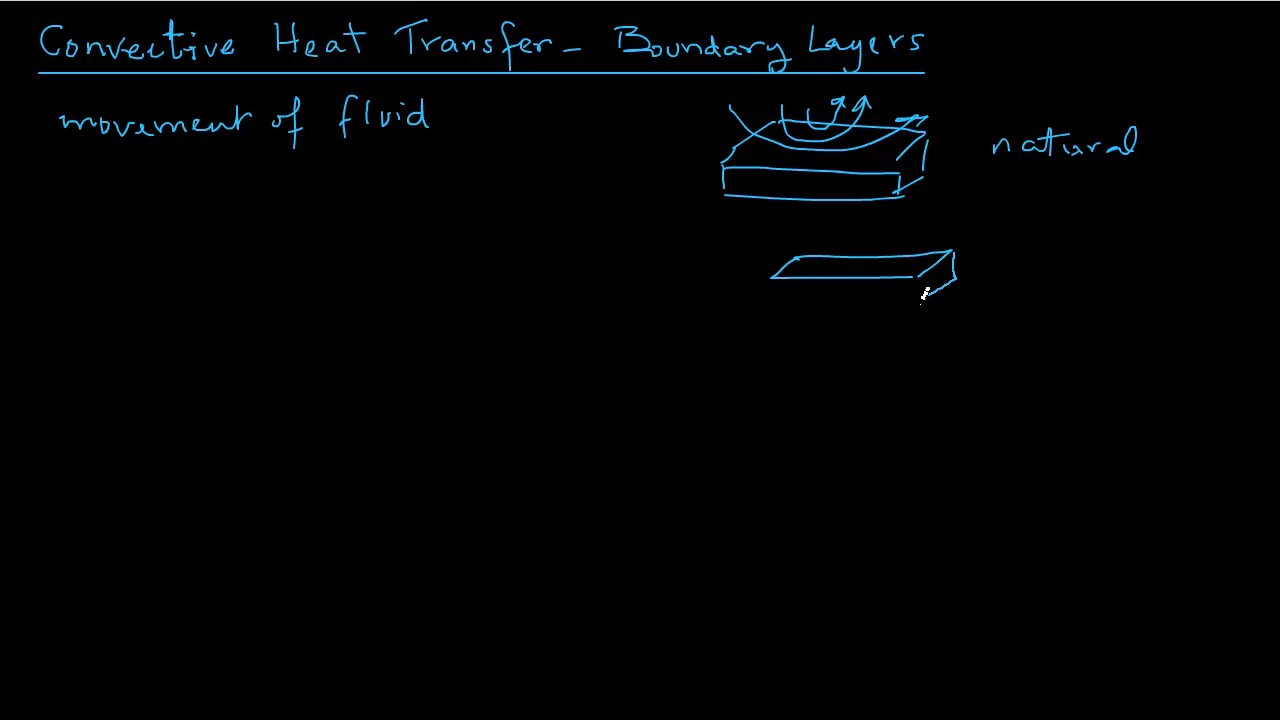 Convective Heat Transfer - Boundary Layers
movement of fluid
natural